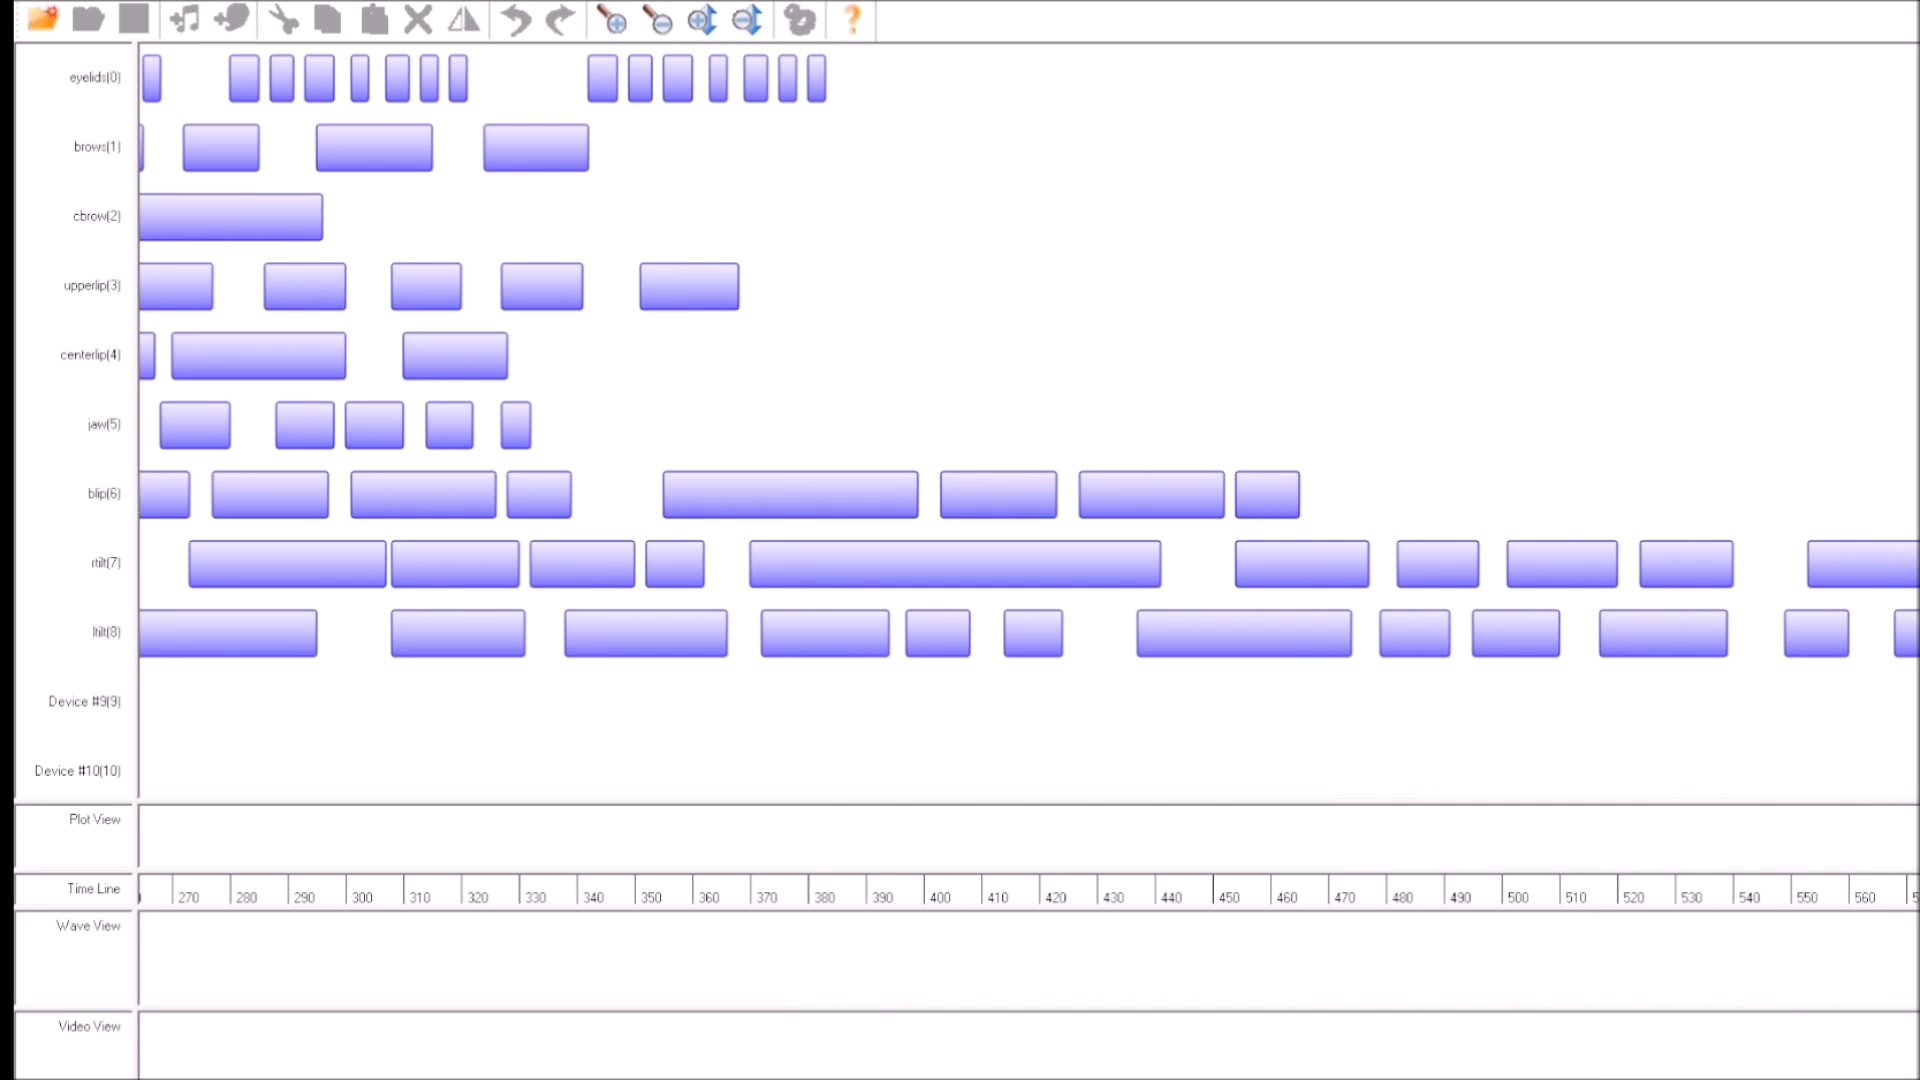 eyelids(0)
brows(1)
cbrow(2)
upperlip(3)
centerlip(4)
jaw(5)
blip(6)
rtilt(7)
ltilt(8)
Device #9(9)
Device #10(10)
Plot View
Time Line 270 280 290 300 310 320 330 340 350 360 370 380 390 400 410 420 430 440 450 460 470 480 490 500 510 520 530 540 550 560
Wave View
Video View